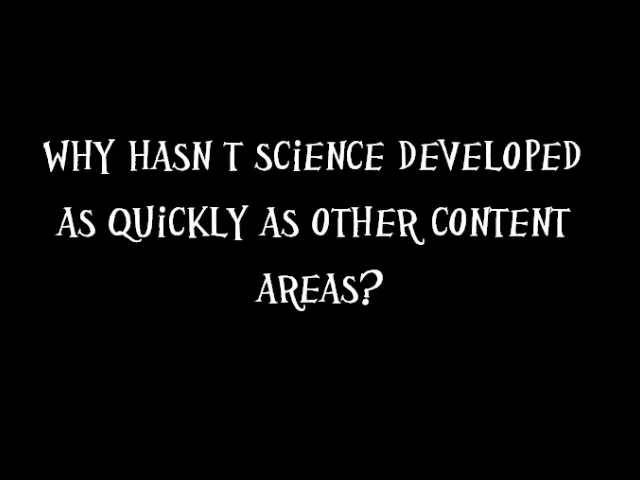 WHY HASN T SCiENCE DEVELOPED
AS QUiCKLY AS OTHER CONTENT
AREAS?